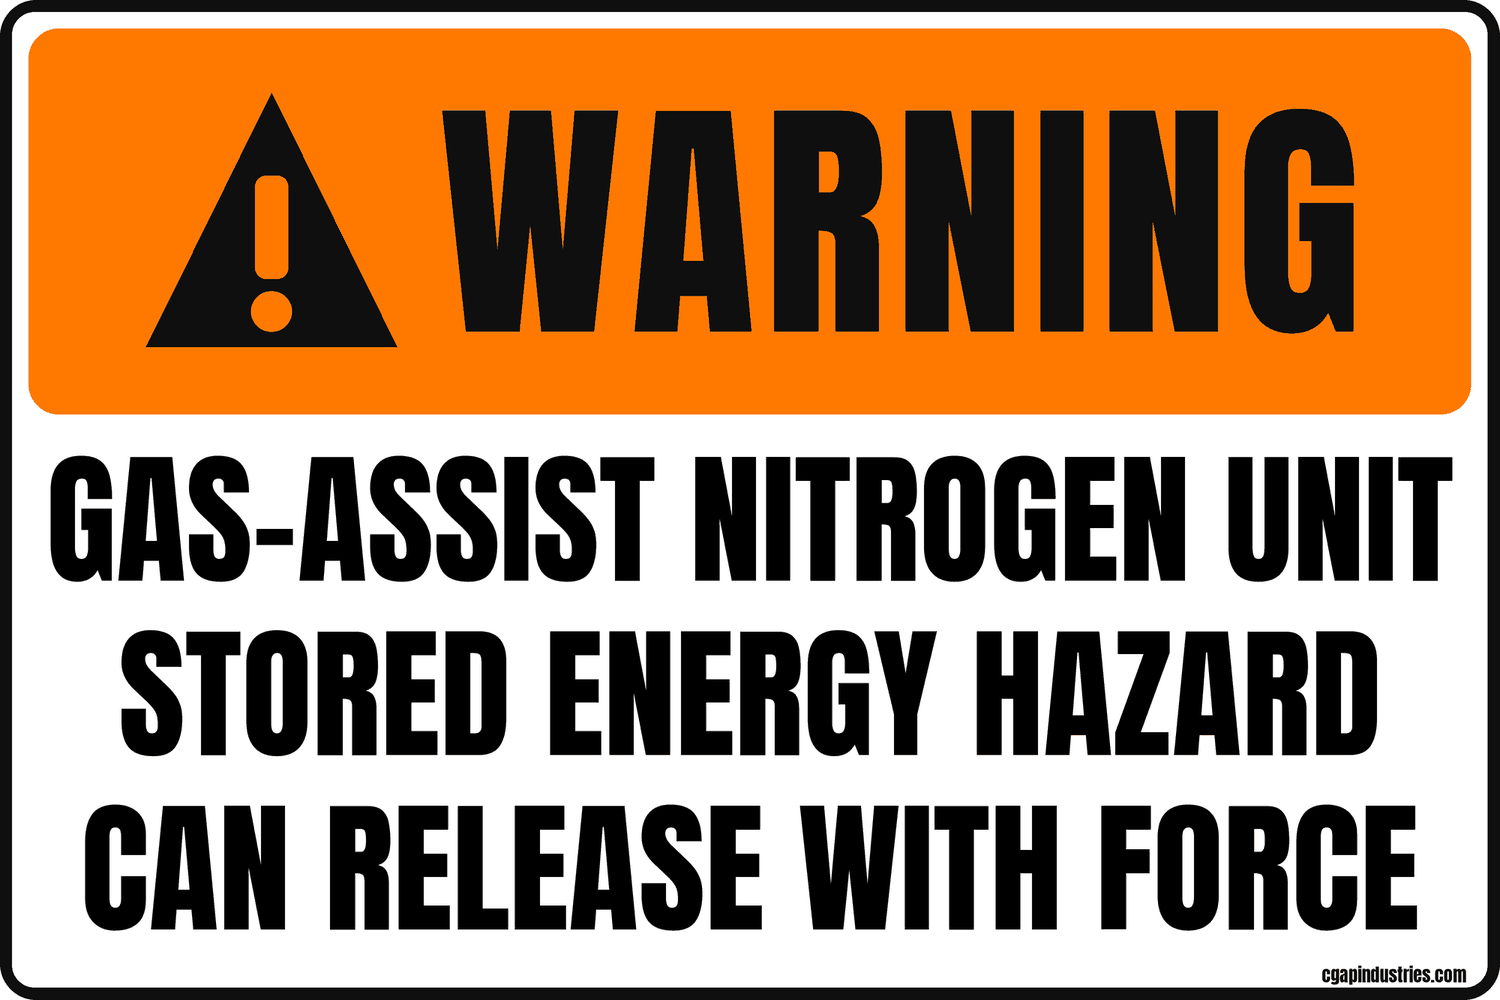 WARNING
GAS-ASSIST NITROGEN UNIT
STORED ENERGY HAZARD
CAN RELEASE WITH FORCE
cgapindustries.com